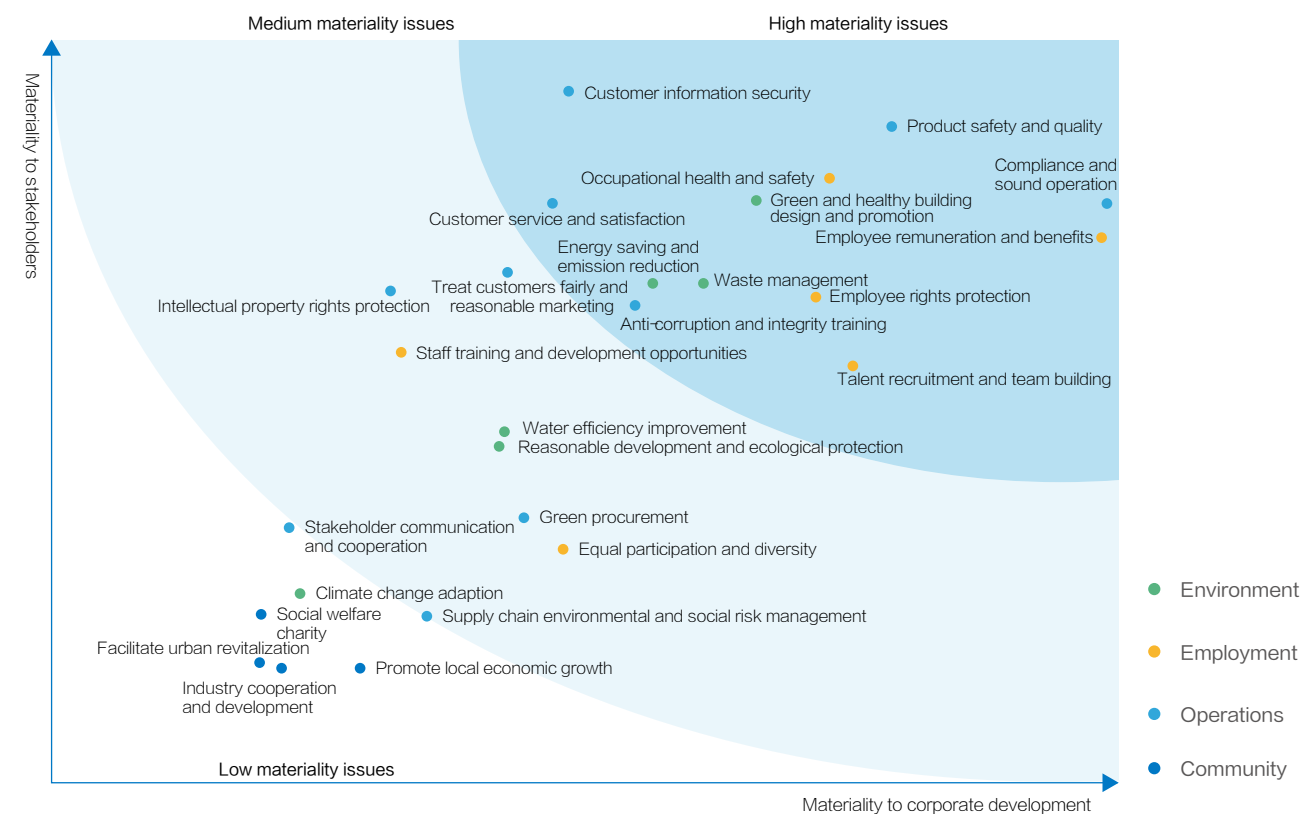 Medium materiality issues
High materiality issues
Materiality to stakeholders
Customer information security
Product safety and quality
Compliance and
sound operation
Occupational health and safety
Green and healthy building
design and promotion
Customer service and satisfaction
Employee remuneration and benefits
Energy saving and
emission reduction
Waste management
Treat customers fairly and
reasonable marketing
Employee rights protection
Intellectual property rights protection
Anti-corruption and integrity training
Staff training and development opportunities
Talent recruitment and team building
Water efficiency improvement
Reasonable development and ecological protection
Green procurement
Stakeholder communication
and cooperation
Equal participation and diversity
Climate change adaption
Social welfare
charity
Supply chain environmental and social risk management
Facilitate urban revitalization
Promote local economic growth
Industry cooperation
and development
Low materiality issues
Materiality to corporate development
Environment
Employment
Operations
Community